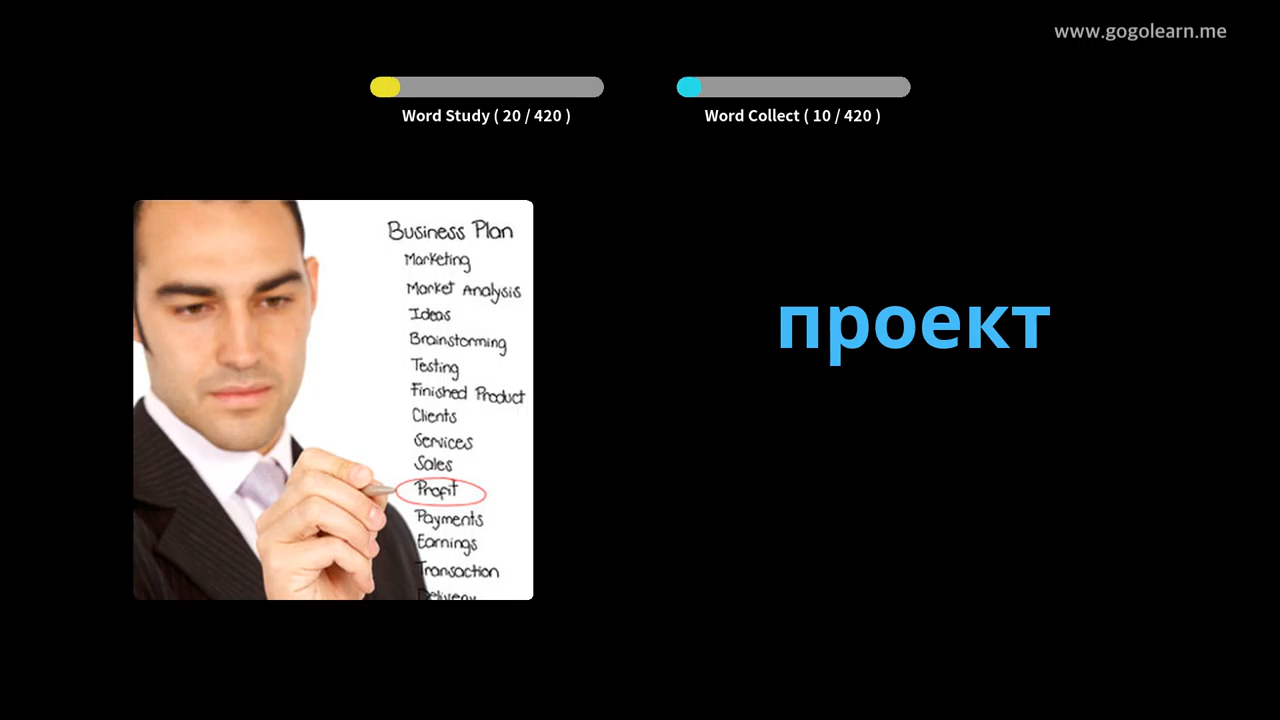 www.gogolearn.me
Word Study ( 20 / 420 )
Word Collect ( 10 / 420 )
Business Plan
Marketing
Market Analysis
Ideas
Brainstorming
Testing
Finished Product
Clients
Services
Sales
Profit
Payments
Earnings
Transaction
Delivery
проект